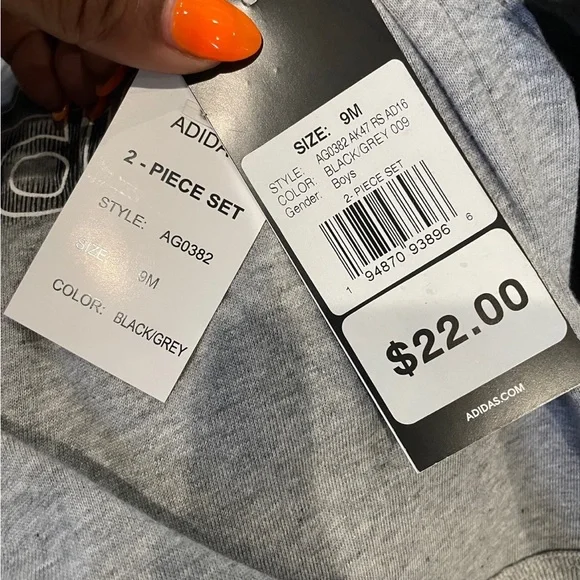 ADIDA
2 - PIECE SET
STYLE: AG0382
SIZE: 9M
COLOR: BLACK/GREY
SIZE: 9M
STYLE: AG0382 AK47 RS AD16
COLOR: BLACK/GREY 009
Gender: Boys
2-PIECE SET
1 94870 93896 6
$22.00
ADIDAS.COM